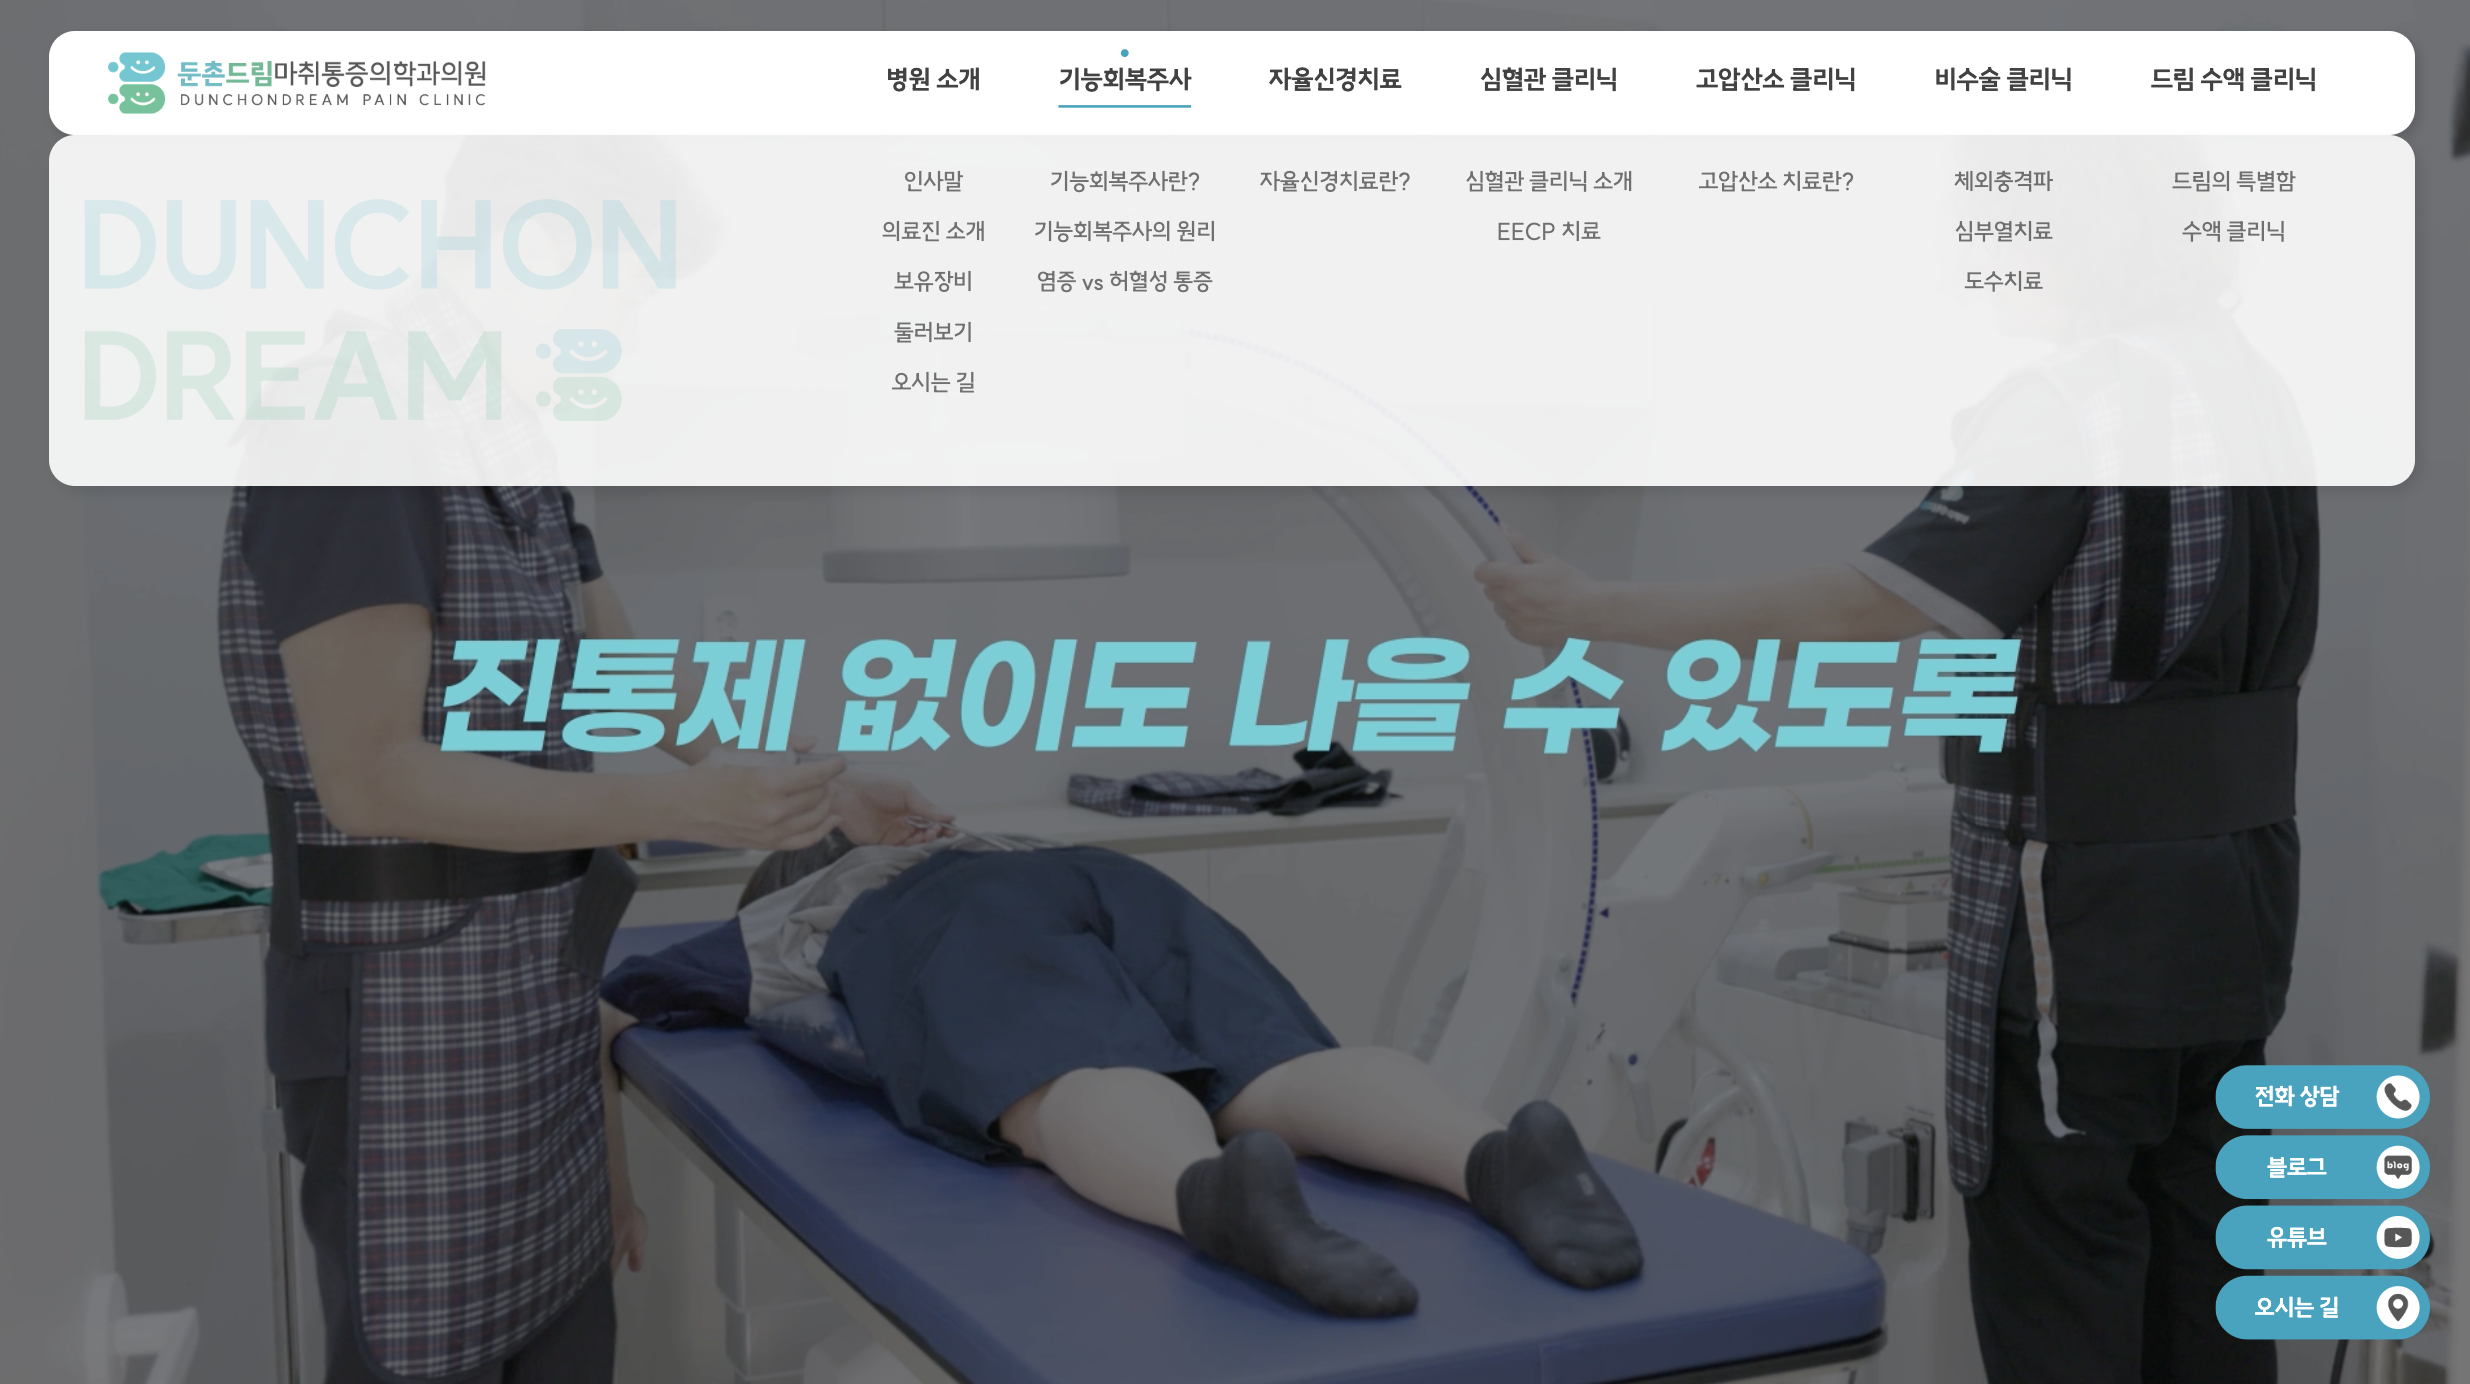 둔촌드림마취통증의학과의원
DUNCHONDREAM PAIN CLINIC
병원 소개
기능회복주사
자율신경치료
심혈관 클리닉
고압산소 클리닉
비수술 클리닉
드림 수액 클리닉
DUNCHON
DREAM
인사말
의료진 소개
보유장비
둘러보기
오시는 길
기능회복주사란?
기능회복주사의 원리
염증 vs 허혈성 통증
자율신경치료란?
심혈관 클리닉 소개
EECP 치료
고압산소 치료란?
체외충격파
심부열치료
도수치료
드림의 특별함
수액 클리닉
진통제 없이도 나을 수 있도록
전화 상담
블로그
blog
유튜브
오시는 길